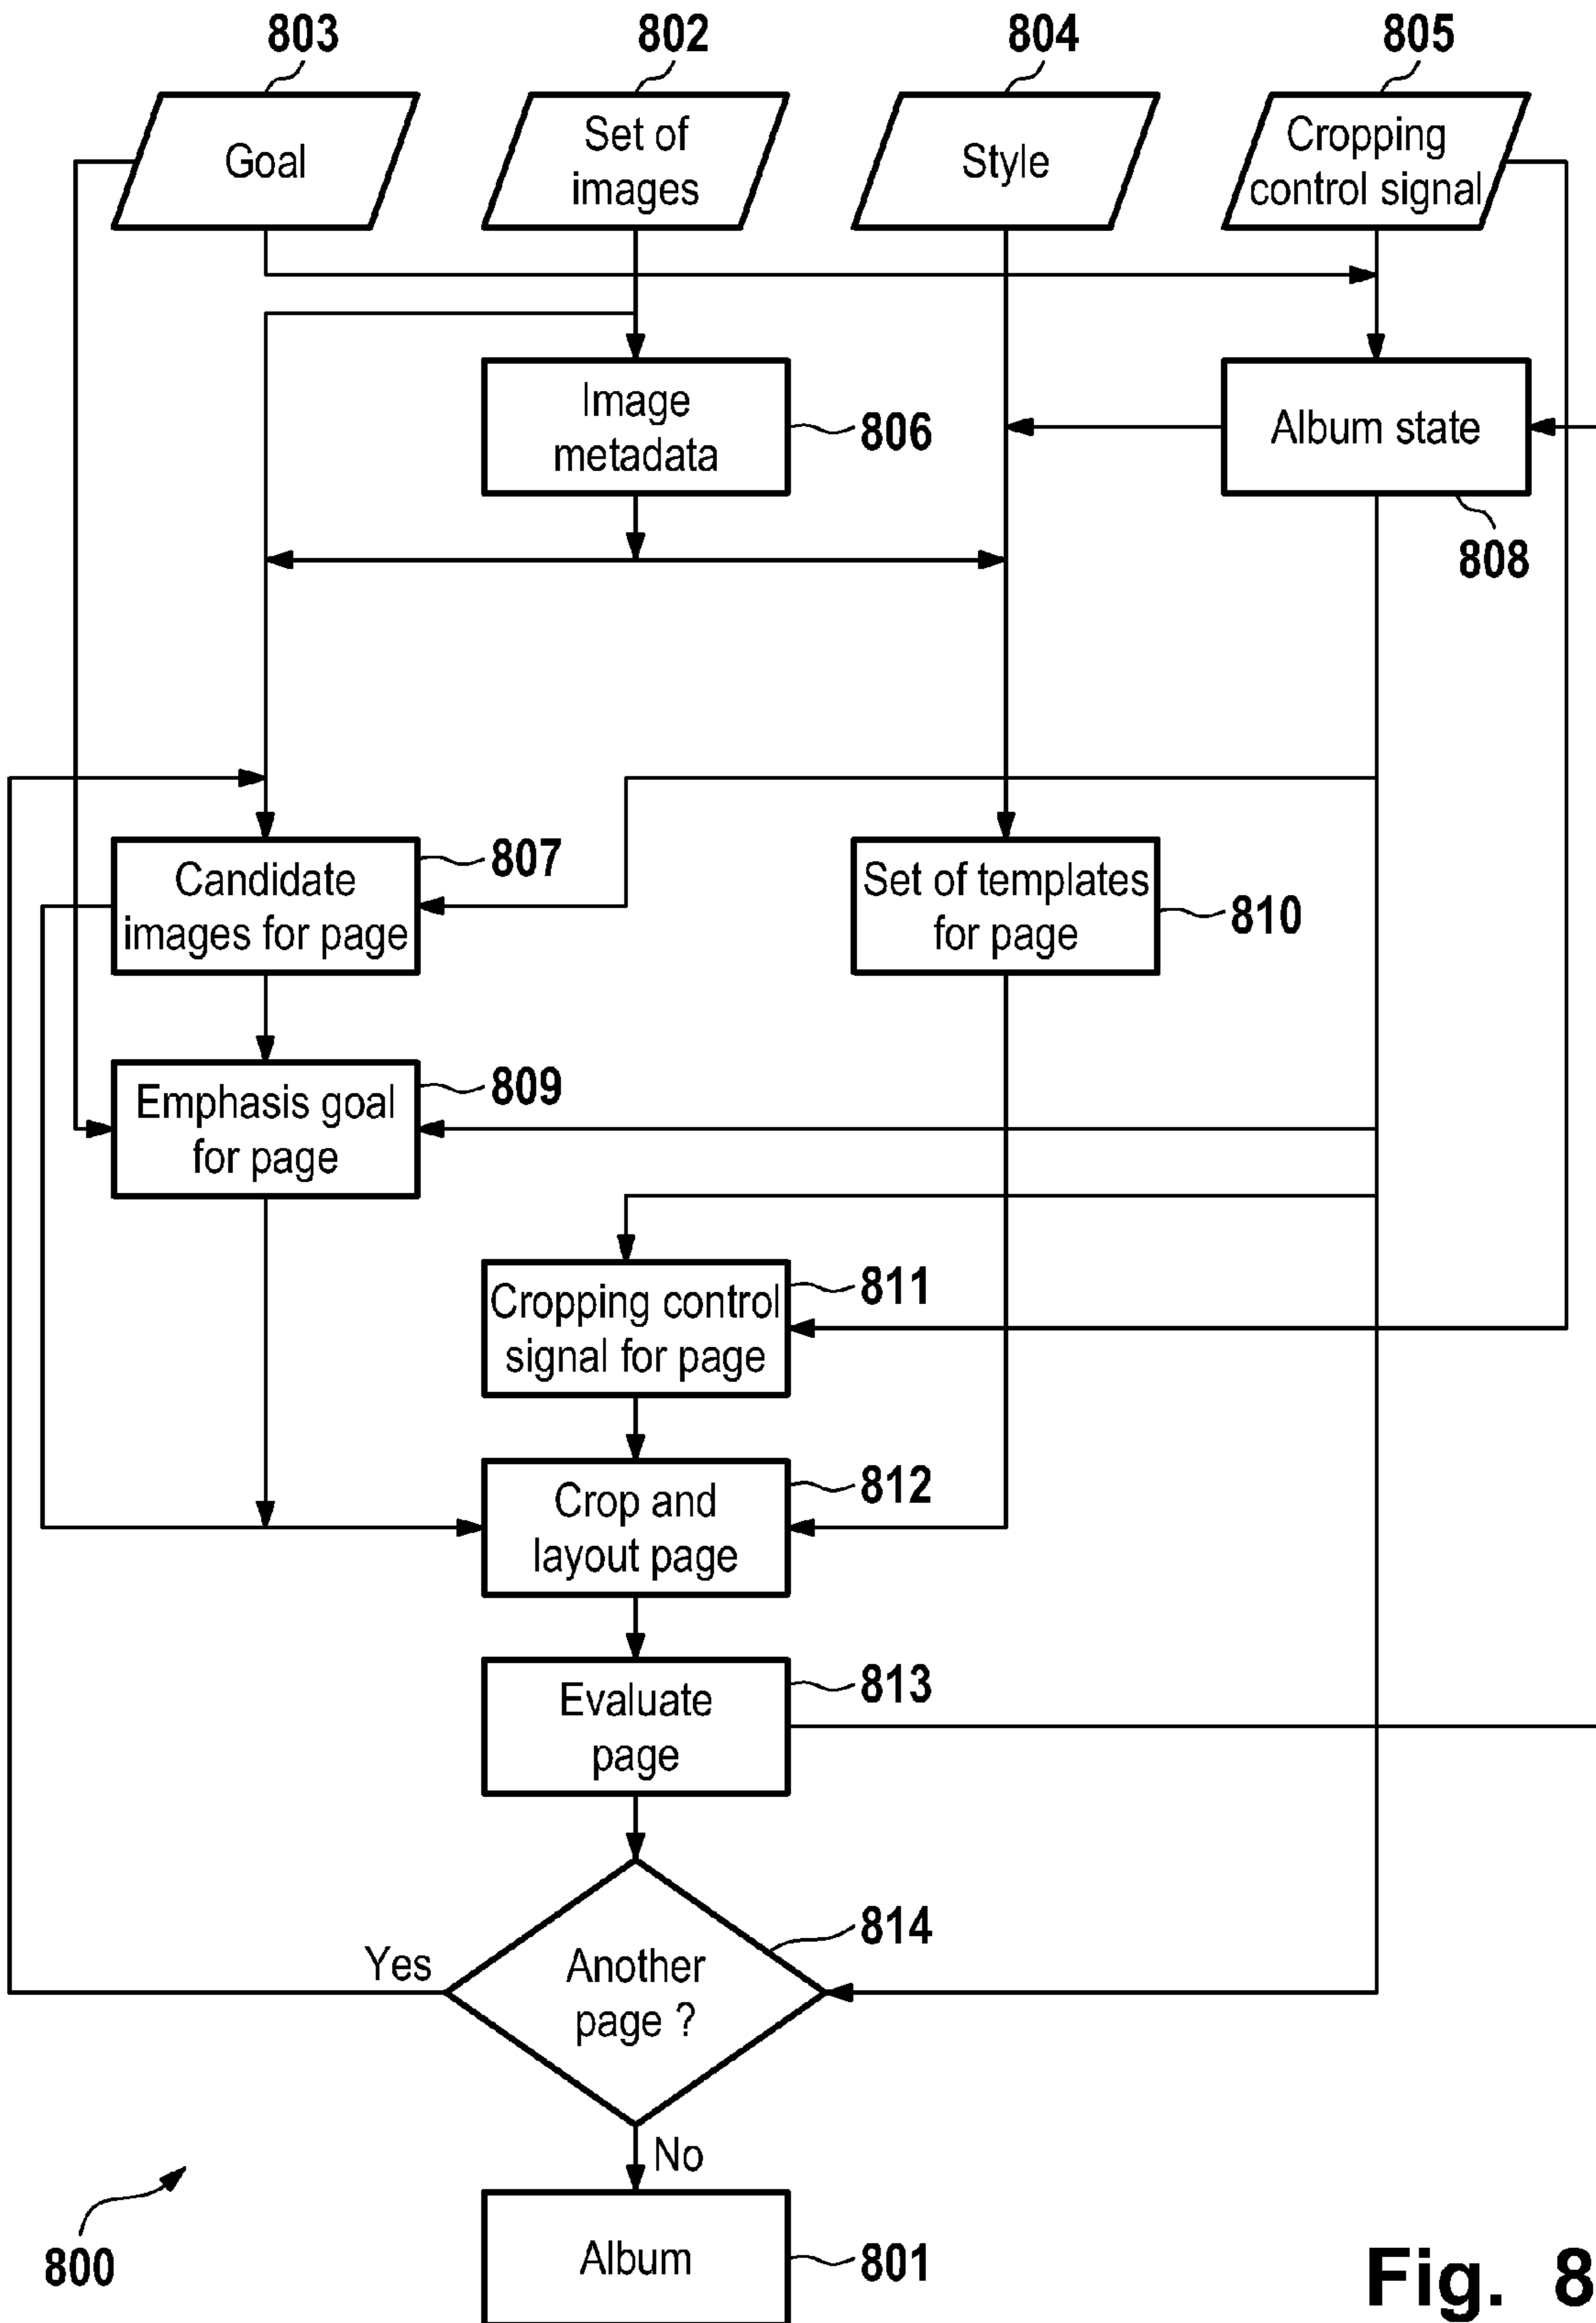 803
802
804
805
Goal
Set of
images
Style
Cropping
control signal
Image
metadata
806
Album state
808
Candidate
images for page
807
Set of templates
for page
810
Emphasis goal
for page
809
Cropping control
signal for page
811
Crop and
layout page
812
Evaluate
page
813
Another
page ?
814
Yes
No
Album
801
800
Fig. 8